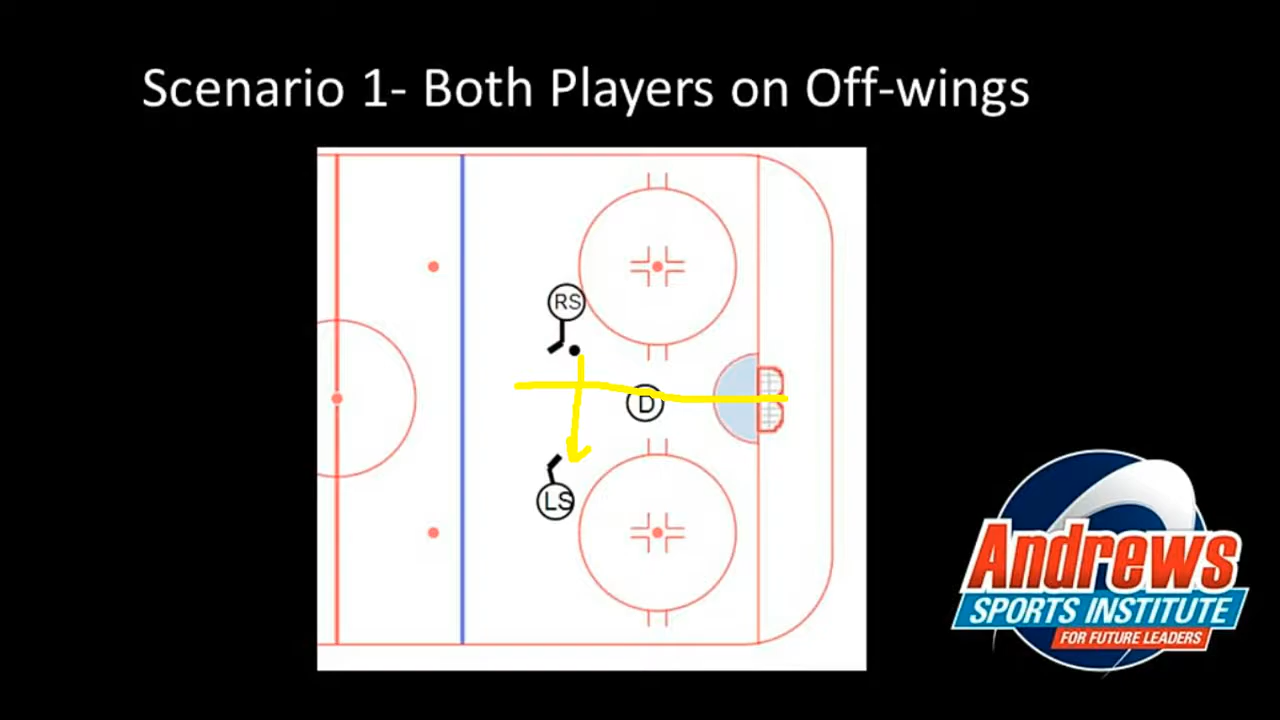 Scenario 1- Both Players on Off-wings
RS
D
LS
Andrews
SPORTS INSTITUTE
FOR FUTURE LEADERS